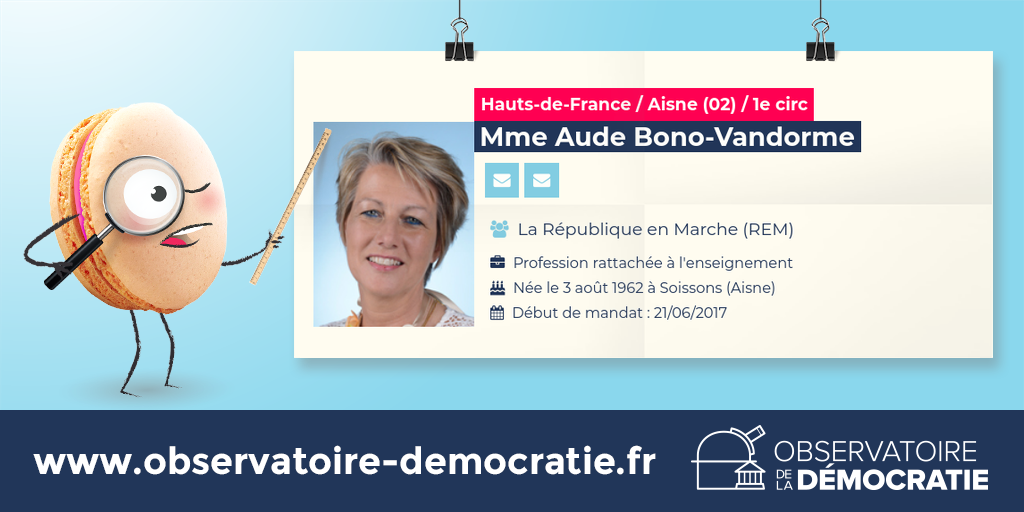 Hauts-de-France / Aisne (02) / 1e circ
Mme Aude Bono-Vandorme
La République en Marche (REM)
Profession rattachée à l'enseignement
Née le 3 août 1962 à Soissons (Aisne)
Début de mandat : 21/06/2017
www.observatoire-democratie.fr
OBSERVATOIRE
DE LA DÉMOCRATIE